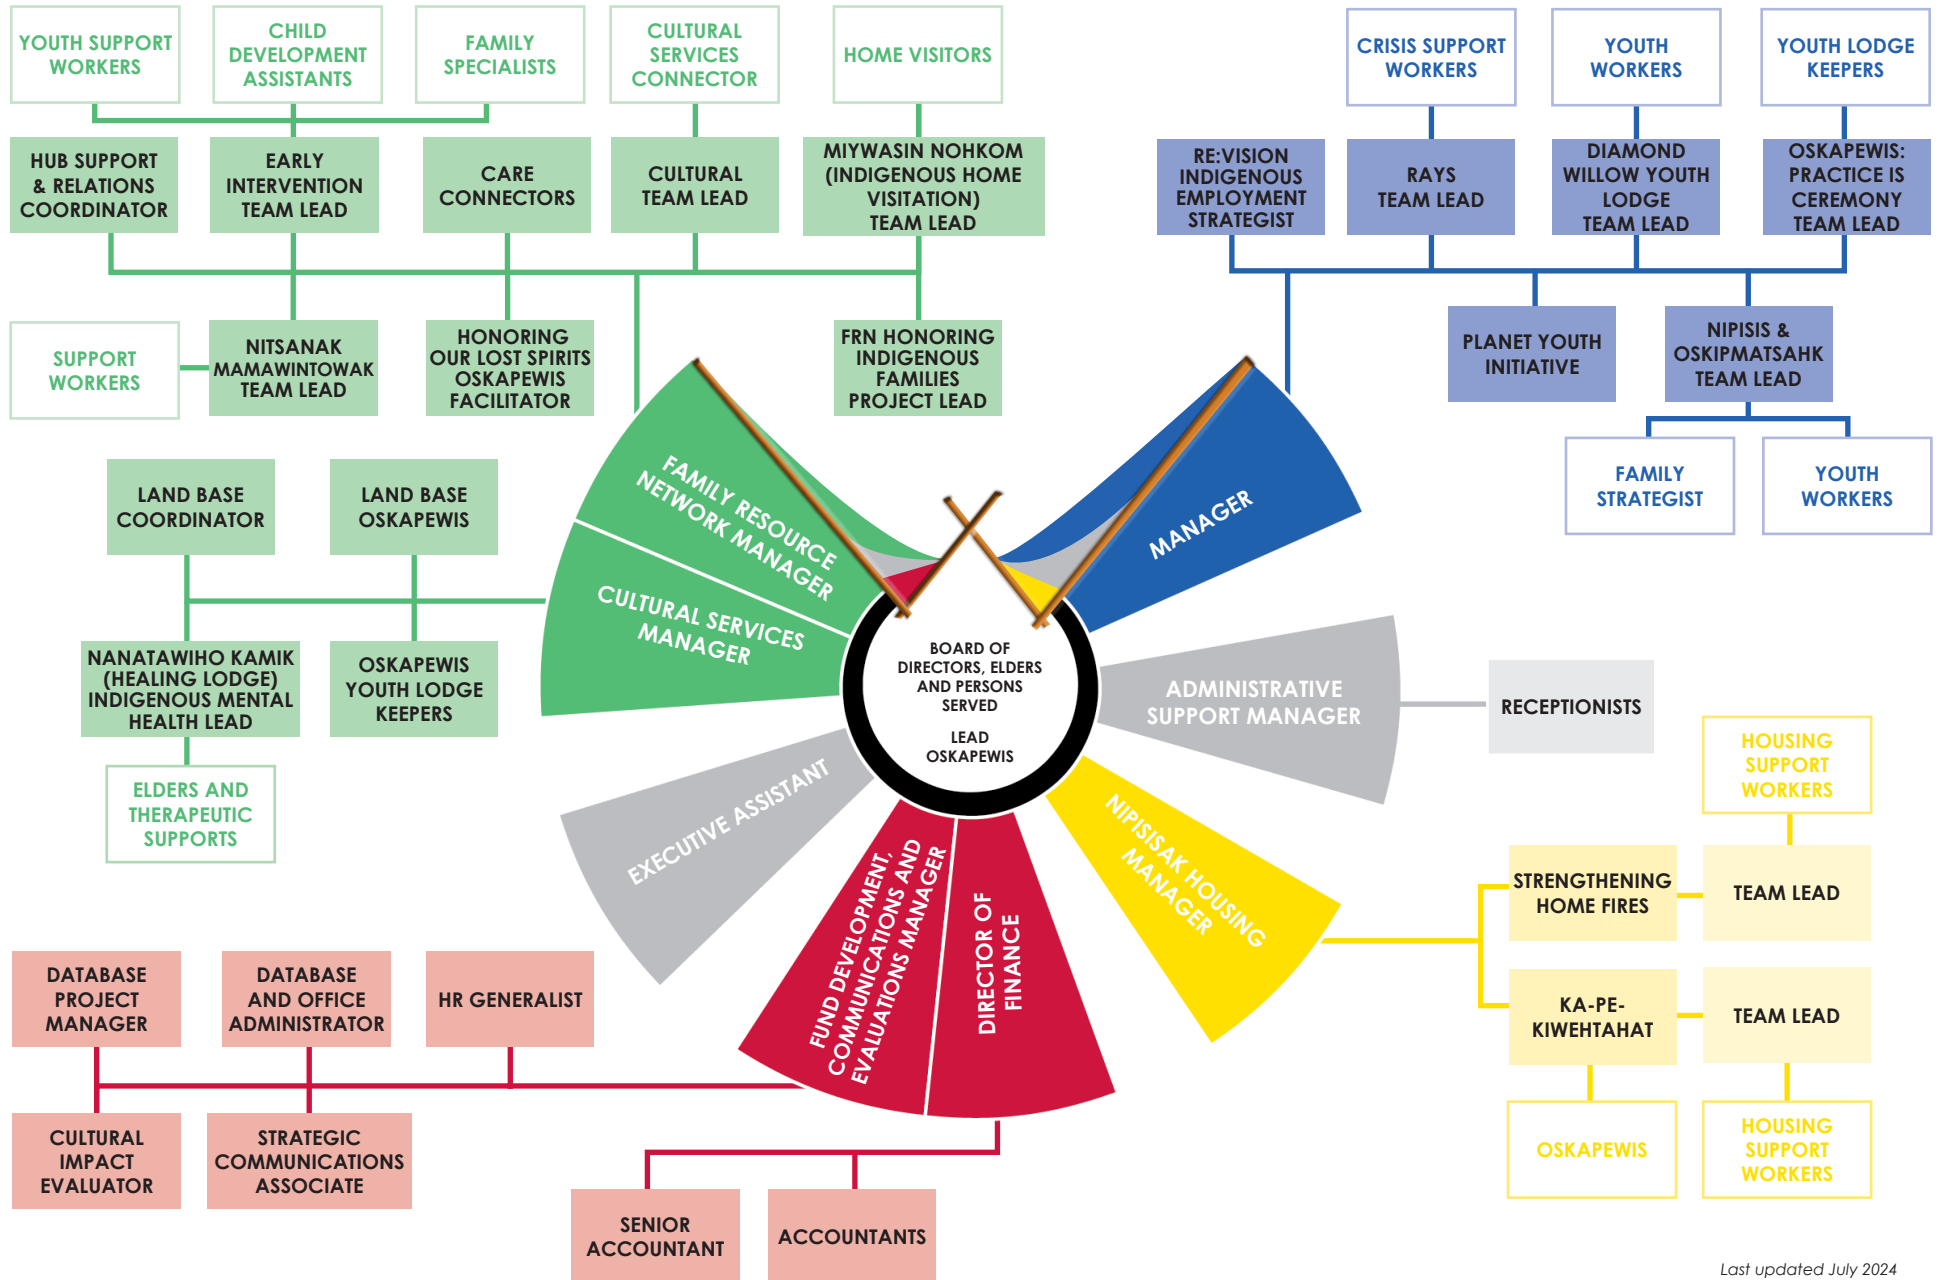 YOUTH SUPPORT
WORKERS
CHILD
DEVELOPMENT
ASSISTANTS
FAMILY
SPECIALISTS
CULTURAL
SERVICES
CONNECTOR
HOME VISITORS
HUB SUPPORT
& RELATIONS
COORDINATOR
EARLY
INTERVENTION
TEAM LEAD
CARE
CONNECTORS
CULTURAL
TEAM LEAD
MIYWASIN NOHKOM
(INDIGENOUS HOME
VISITATION)
TEAM LEAD
SUPPORT
WORKERS
NITSANAK
MAMAWINTOWAK
TEAM LEAD
HONORING
OUR LOST SPIRITS
OSKAPEWIS
FACILITATOR
FRN HONORING
INDIGENOUS
FAMILIES
PROJECT LEAD
CRISIS SUPPORT
WORKERS
YOUTH
WORKERS
YOUTH LODGE
KEEPERS
RE:VISION
INDIGENOUS
EMPLOYMENT
STRATEGIST
RAYS
TEAM LEAD
DIAMOND
WILLOW YOUTH
LODGE
TEAM LEAD
OSKAPEWIS:
PRACTICE IS
CEREMONY
TEAM LEAD
PLANET YOUTH
INITIATIVE
NIPISIS &
OSKIPMATSAHK
TEAM LEAD
FAMILY
STRATEGIST
YOUTH
WORKERS
LAND BASE
COORDINATOR
LAND BASE
OSKAPEWIS
NANATAWIHO KAMIK
(HEALING LODGE)
INDIGENOUS MENTAL
HEALTH LEAD
OSKAPEWIS
YOUTH LODGE
KEEPERS
ELDERS AND
THERAPEUTIC
SUPPORTS
FAMILY RESOURCE
NETWORK MANAGER
CULTURAL SERVICES
MANAGER
MANAGER
BOARD OF
DIRECTORS, ELDERS
AND PERSONS
SERVED
LEAD
OSKAPEWIS
ADMINISTRATIVE
SUPPORT MANAGER
RECEPTIONISTS
EXECUTIVE ASSISTANT
FUND DEVELOPMENT,
COMMUNICATIONS AND
EVALUATIONS MANAGER
DIRECTOR OF
FINANCE
NIPISISAK HOUSING
MANAGER
HOUSING
SUPPORT
WORKERS
STRENGTHENING
HOME FIRES
TEAM LEAD
KA-PE-
KIWEHTAHAT
TEAM LEAD
OSKAPEWIS
HOUSING
SUPPORT
WORKERS
DATABASE
PROJECT
MANAGER
DATABASE
AND OFFICE
ADMINISTRATOR
HR GENERALIST
CULTURAL
IMPACT
EVALUATOR
STRATEGIC
COMMUNICATIONS
ASSOCIATE
SENIOR
ACCOUNTANT
ACCOUNTANTS
Last updated July 2024